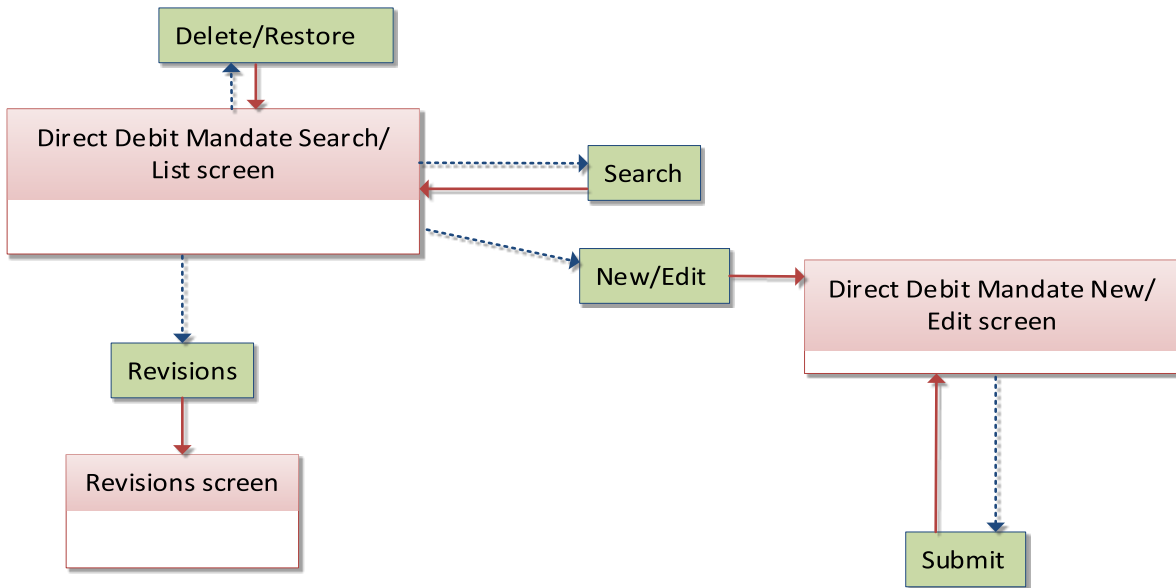 Delete/Restore
Direct Debit Mandate Search/
List screen
Search
New/Edit
Direct Debit Mandate New/
Edit screen
Revisions
Revisions screen
Submit